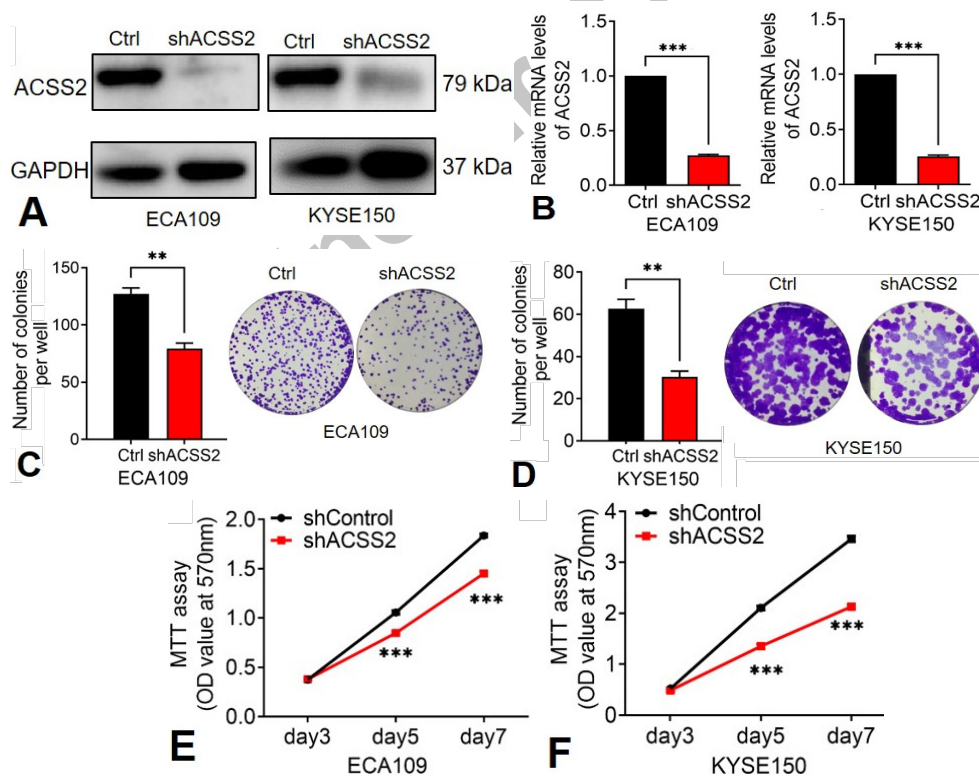 Ctrl shACSS2
Ctrl shACSS2
ACSS2
79 kDa
GAPDH
37 kDa
A
ECA109
KYSE150
Relative mRNA levels
of ACSS2
1.5
1.0
0.5
0.0
***
Ctrl shACSS2
ECA109
B
Relative mRNA levels
of ACSS2
1.5
1.0
0.5
0.0
***
Ctrl shACSS2
KYSE150
Number of colonies
per well
150
100
50
0
**
Ctrl shACSS2
ECA109
C
Ctrl
shACSS2
ECA109
Number of colonies
per well
80
60
40
20
0
**
Ctrl shACSS2
KYSE150
D
Ctrl
shACSS2
KYSE150
MTT assay
(OD value at 570nm)
2.0
1.5
1.0
0.5
0.0
shControl
shACSS2
***
***
day3 day5 day7
E
ECA109
MTT assay
(OD value at 570nm)
4
3
2
1
0
shControl
shACSS2
***
***
day3 day5 day7
F
KYSE150